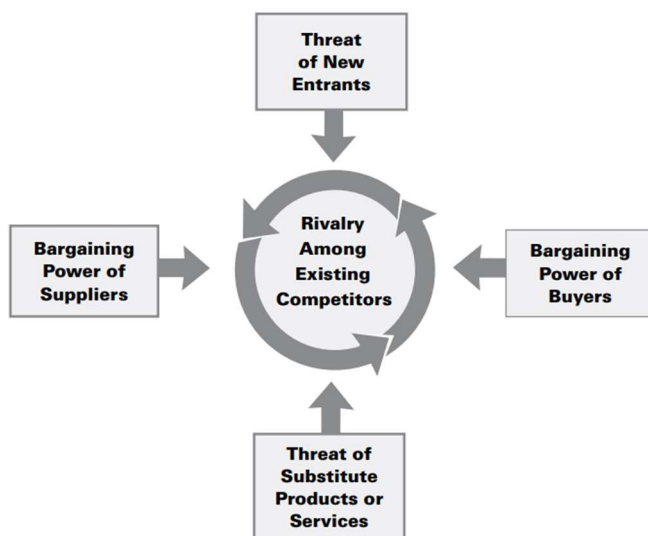 Threat
of New
Entrants
Bargaining
Power of
Suppliers
Rivalry
Among
Existing
Competitors
Bargaining
Power of
Buyers
Threat of
Substitute
Products or
Services